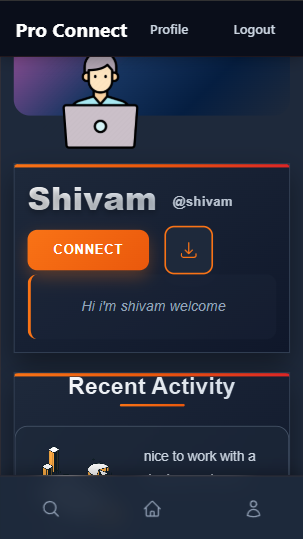 Pro Connect Profile Logout
Shivam @shivam
CONNECT
Hi i'm shivam welcome
Recent Activity
nice to work with a